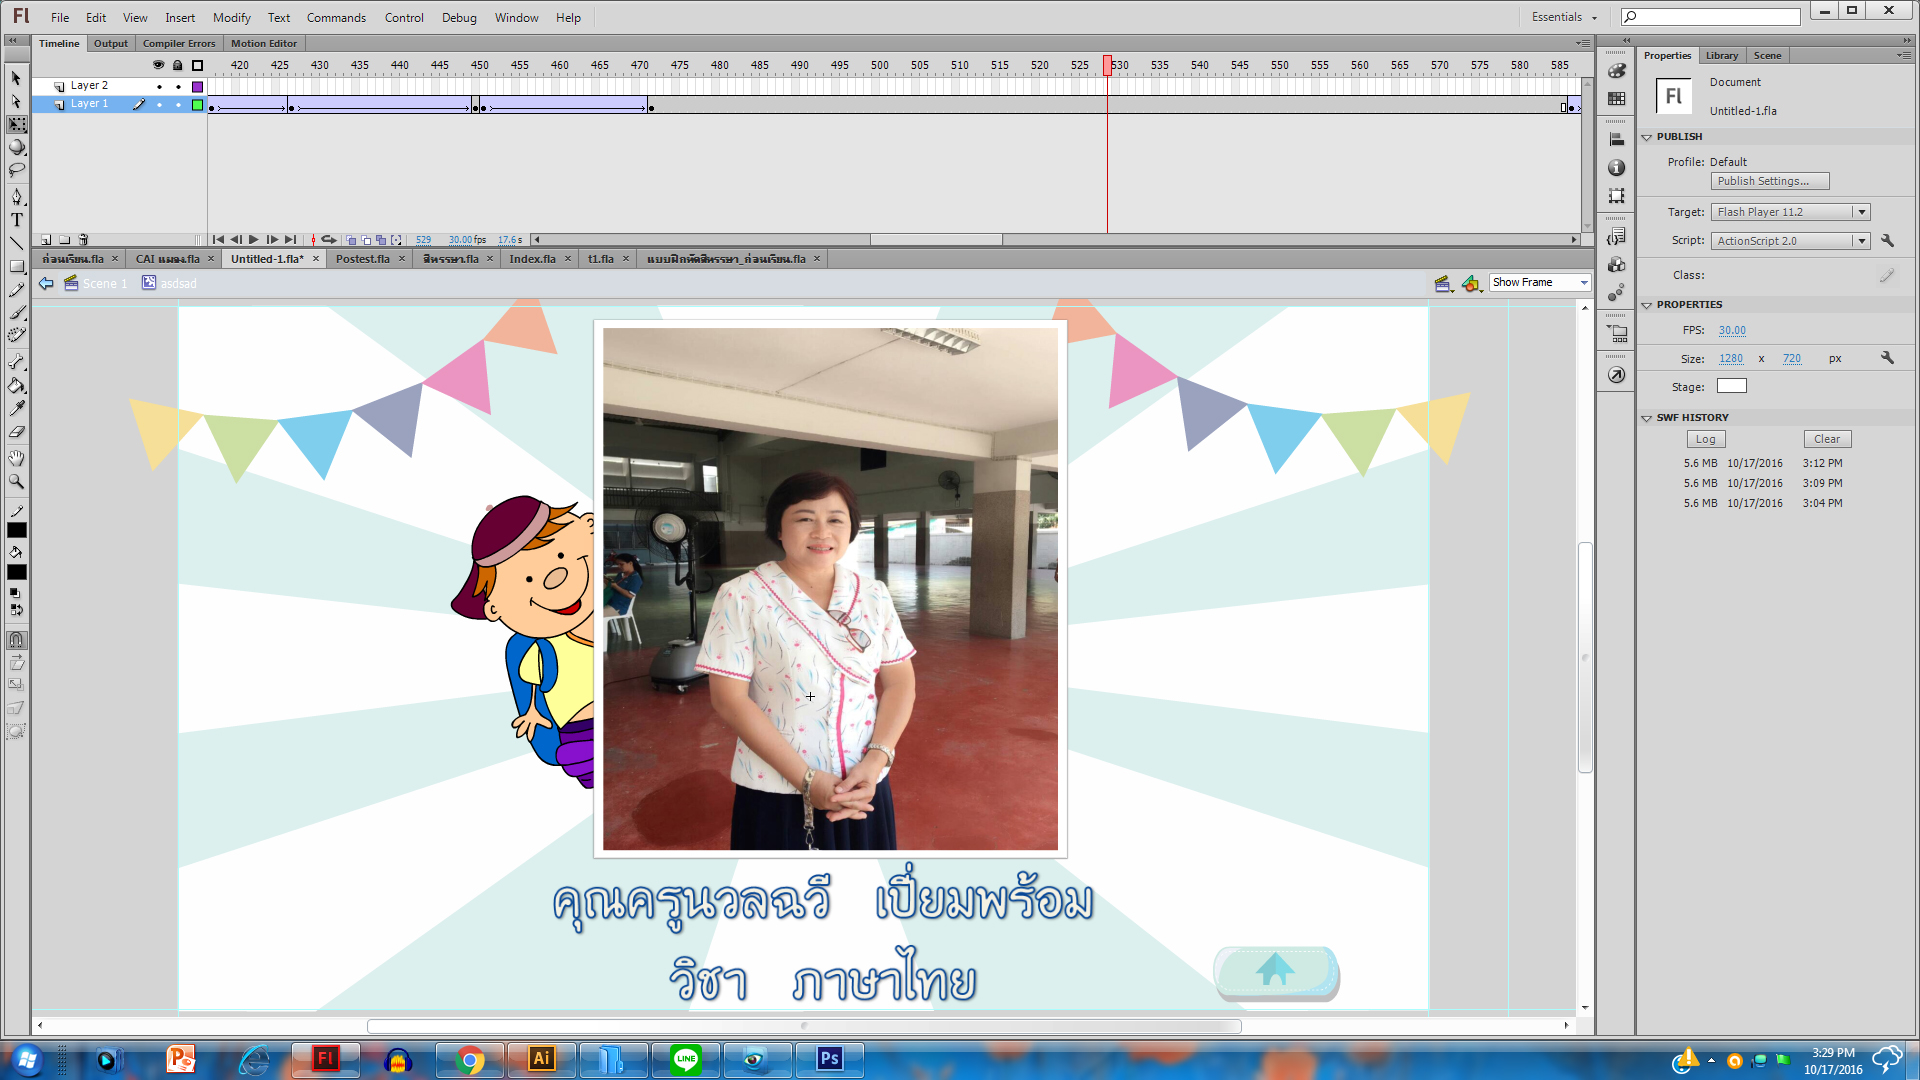 Fl File Edit View Insert Modify Text Commands Control Debug Window Help Essentials
Timeline Output Compiler Errors Motion Editor
420 425 430 435 440 445 450 455 460 465 470 475 480 485 490 495 500 505 510 515 520 525 530 535 540 545 550 555 560 565 570 575 580 585
Layer 2
Layer 1
529 30.00 fps 17.6 s
ก่อนเรียน.fla × CAI แผลง.fla × Untitled-1.fla* × Postest.fla × สีหรรษา.fla × Index.fla × t1.fla × แบบฝึกหัดสีหรรษา_ก่อนเรียน.fla ×
Scene 1 asdsad Show Frame
คุณครูนวลฉวี เปี่ยมพร้อม
วิชา ภาษาไทย
Properties Library Scene
Fl
Document
Untitled-1.fla
PUBLISH
Profile: Default
Publish Settings...
Target: Flash Player 11.2
Script: ActionScript 2.0
Class:
PROPERTIES
FPS: 30.00
Size: 1280 x 720 px
Stage:
SWF HISTORY
Log Clear
5.6 MB 10/17/2016 3:12 PM
5.6 MB 10/17/2016 3:09 PM
5.6 MB 10/17/2016 3:04 PM
Fl Ai LINE Ps
3:29 PM
10/17/2016